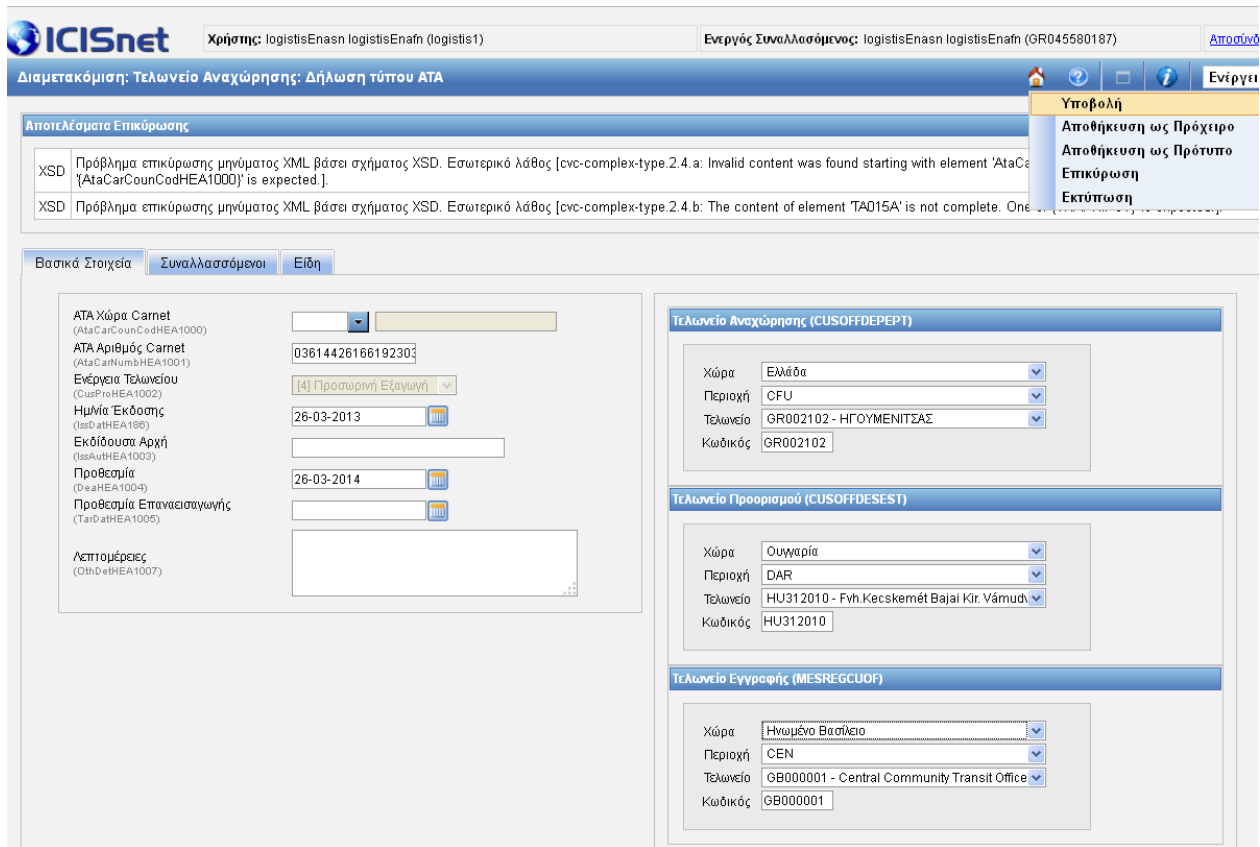 ICISnet
Χρήστης: logistisEnasn logistisEnafn (logistis1)
Ενεργός Συναλλασόμενος: logistisEnasn logistisEnafn (GR045580187)
Αποσύνδ
Διαμετακόμιση: Τελωνείο Αναχώρησης: Δήλωση τύπου ATA
Ενέργει
Υποβολή
Αποθήκευση ως Πρόχειρο
Αποθήκευση ως Πρότυπο
Επικύρωση
Εκτύπωση
Αποτελέσματα Επικύρωσης
XSD
Πρόβλημα επικύρωσης μηνύματος XML βάσει σχήματος XSD. Εσωτερικό λάθος [cvc-complex-type.2.4.a: Invalid content was found starting with element 'AtaCa
'{AtaCarCounCodHEA1000}' is expected.].
XSD
Πρόβλημα επικύρωσης μηνύματος XML βάσει σχήματος XSD. Εσωτερικό λάθος [cvc-complex-type.2.4.b: The content of element 'TA015A' is not complete. One
Βασικά Στοιχεία
Συναλλασσόμενοι
Είδη
ATA Χώρα Carnet
(AtaCarCounCodHEA1000)
ATA Αριθμός Carnet
(AtaCarNumbHEA1001)
03614426166192303
Ενέργεια Τελωνείου
(CusProHEA1002)
[4] Προσωρινή Εξαγωγή
Ημ/νία Έκδοσης
(IssDatHEA186)
26-03-2013
Εκδίδουσα Αρχή
(IssAutHEA1003)
Προθεσμία
(DeaHEA1004)
26-03-2014
Προθεσμία Επαναεισαγωγής
(TarDatHEA1005)
Λεπτομέρειες
(OthDetHEA1007)
Τελωνείο Αναχώρησης (CUSOFFDEPEPT)
Χώρα Ελλάδα
Περιοχή CFU
Τελωνείο GR002102 - ΗΓΟΥΜΕΝΙΤΣΑΣ
Κωδικός GR002102
Τελωνείο Προορισμού (CUSOFFDESEST)
Χώρα Ουγγαρία
Περιοχή DAR
Τελωνείο HU312010 - Fvh.Kecskemét Bajai Kir. Vámudv
Κωδικός HU312010
Τελωνείο Εγγραφής (MESREGCUOF)
Χώρα Ηνωμένο Βασίλειο
Περιοχή CEN
Τελωνείο GB000001 - Central Community Transit Office
Κωδικός GB000001